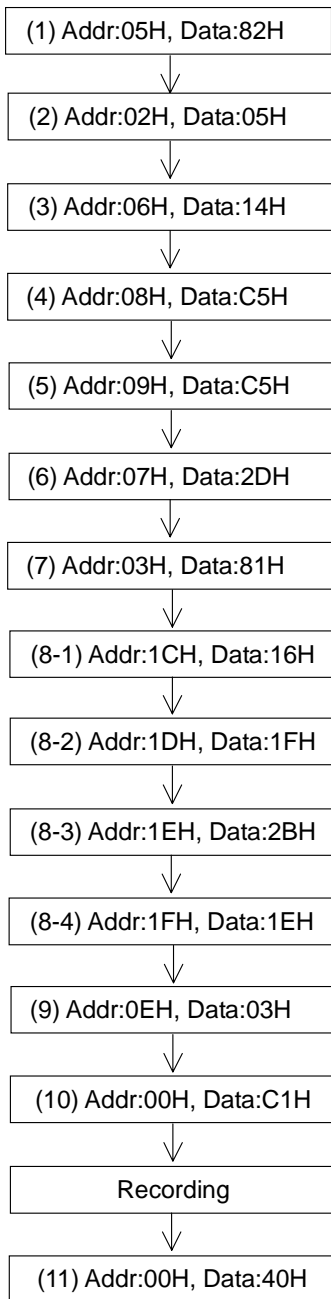 (1) Addr:05H, Data:82H
(2) Addr:02H, Data:05H
(3) Addr:06H, Data:14H
(4) Addr:08H, Data:C5H
(5) Addr:09H, Data:C5H
(6) Addr:07H, Data:2DH
(7) Addr:03H, Data:81H
(8-1) Addr:1CH, Data:16H
(8-2) Addr:1DH, Data:1FH
(8-3) Addr:1EH, Data:2BH
(8-4) Addr:1FH, Data:1EH
(9) Addr:0EH, Data:03H
(10) Addr:00H, Data:C1H
Recording
(11) Addr:00H, Data:40H